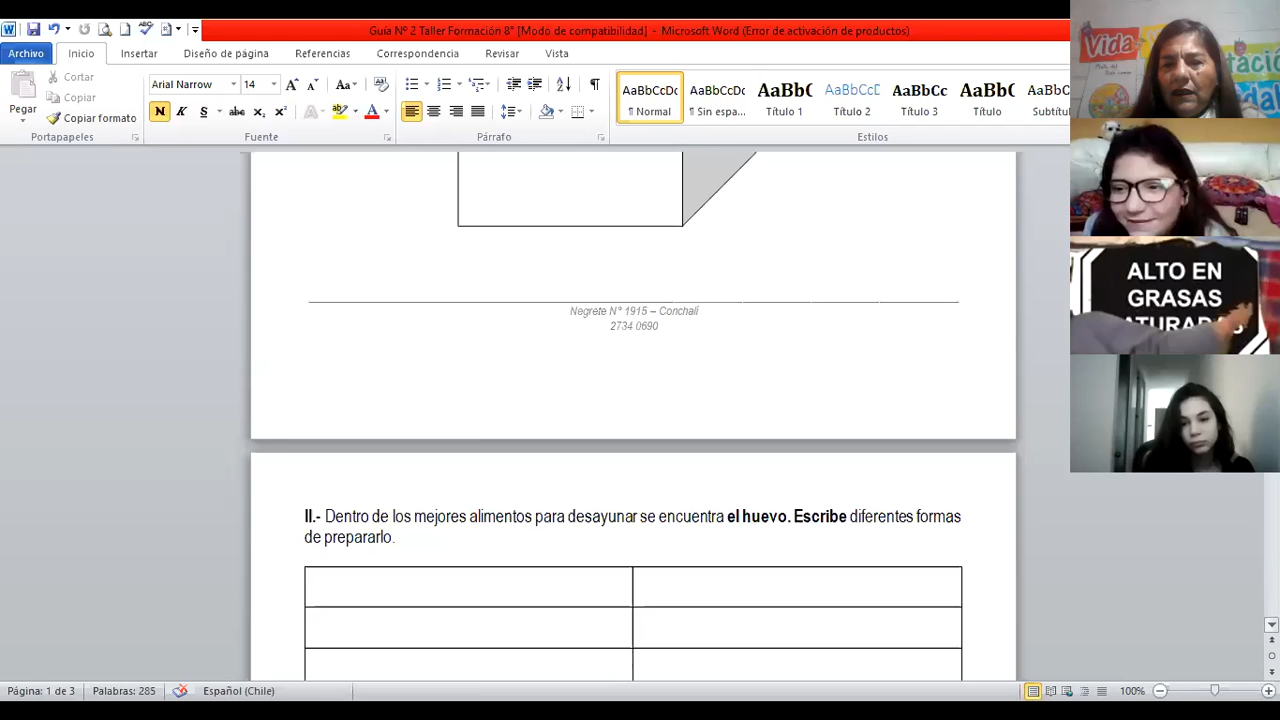 Guía Nº 2 Taller Formación 8° [Modo de compatibilidad] - Microsoft Word (Error de activación de productos)
Archivo Inicio Insertar Diseño de página Referencias Correspondencia Revisar Vista
Pegar
Cortar
Copiar
Copiar formato
Portapapeles
Arial Narrow 14
Fuente
Párrafo
AaBbCcDc AaBbCcDc AaBbC AaBbCcD AaBbCc AaBbC AaBbCcD
¶ Normal ¶ Sin espa... Título 1 Título 2 Título 3 Título Subtítu
Estilos
Negrete N° 1915 – Conchalí
2734 0690
II.- Dentro de los mejores alimentos para desayunar se encuentra el huevo. Escribe diferentes formas
de prepararlo.
Página: 1 de 3 Palabras: 285 Español (Chile) 100%
Vida
ALTO EN
GRASAS